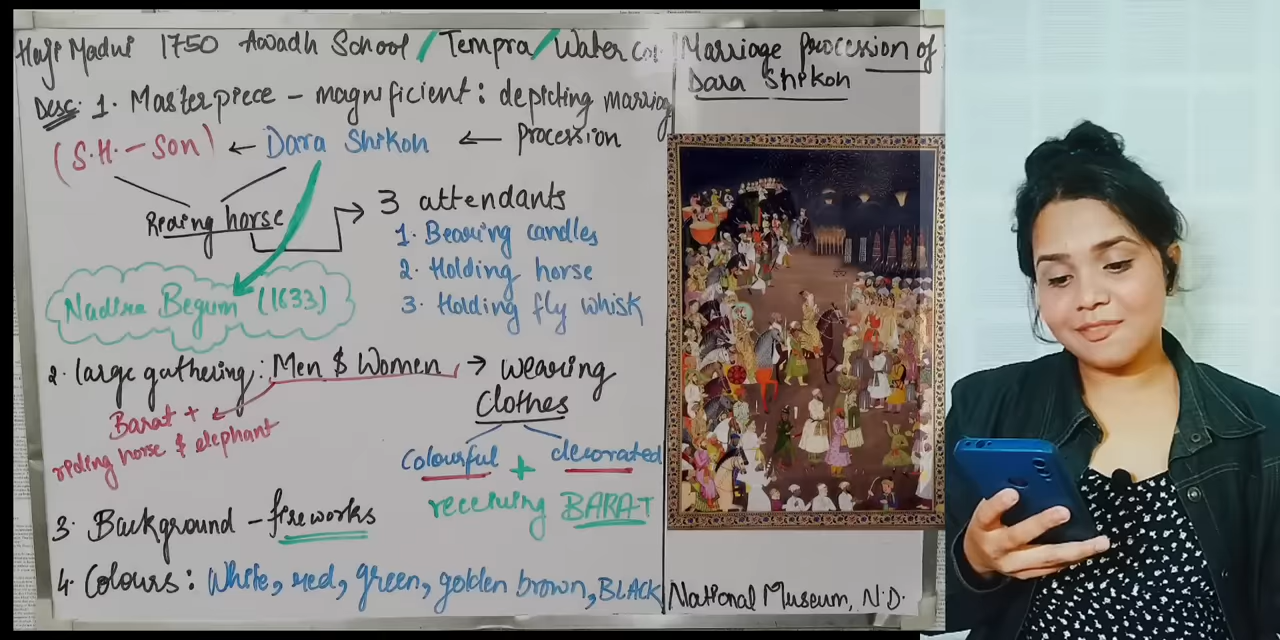 Haji Madni 1750 Awadh School / Tempra / Water Col.
Marriage Procession of
Dara Shikoh
Desc: 1. Masterpiece - magnificient: depicting marriag
(S.H. - Son) ← Dara Shikoh ← Procession
Riding horse → 3 attendants
1. Bearing candles
2. Holding horse
3. Holding fly whisk
Nadira Begum (1633)
2. large gathering: Men & Women → wearing
Clothes
Barat +
riding horse & elephant
Colourful + decorated
receiving BARAT
3. Background - fireworks
4. Colours: White, red, green, golden brown, BLACK
National Museum, N.D.